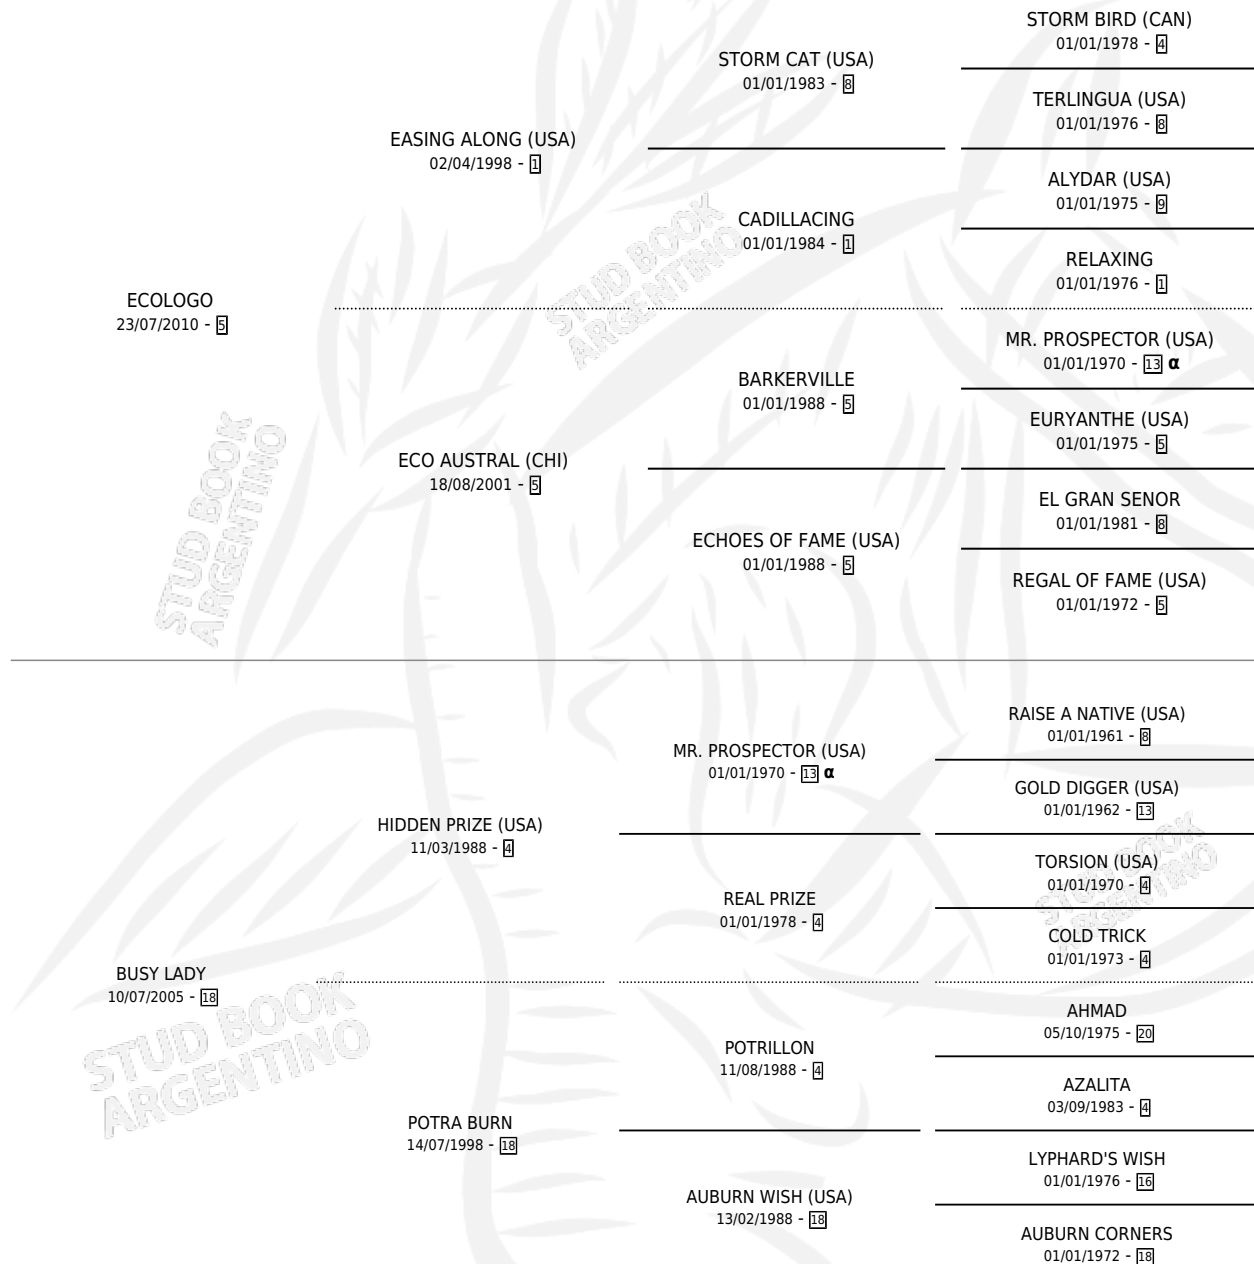 STORM BIRD (CAN)
01/01/1978 - 4
STORM CAT (USA)
01/01/1983 - 8
TERLINGUA (USA)
01/01/1976 - 8
EASING ALONG (USA)
02/04/1998 - 1
ALYDAR (USA)
01/01/1975 - 9
CADILLACING
01/01/1984 - 1
RELAXING
01/01/1976 - 1
ECOLOGO
23/07/2010 - 5
MR. PROSPECTOR (USA)
01/01/1970 - 13 α
BARKERVILLE
01/01/1988 - 5
EURYANTHE (USA)
01/01/1975 - 5
ECO AUSTRAL (CHI)
18/08/2001 - 5
EL GRAN SENOR
01/01/1981 - 8
ECHOES OF FAME (USA)
01/01/1988 - 5
REGAL OF FAME (USA)
01/01/1972 - 5
RAISE A NATIVE (USA)
01/01/1961 - 8
MR. PROSPECTOR (USA)
01/01/1970 - 13 α
GOLD DIGGER (USA)
01/01/1962 - 13
HIDDEN PRIZE (USA)
11/03/1988 - 4
TORSION (USA)
01/01/1970 - 4
REAL PRIZE
01/01/1978 - 4
COLD TRICK
01/01/1973 - 4
BUSY LADY
10/07/2005 - 18
AHMAD
05/10/1975 - 20
POTRILLON
11/08/1988 - 4
AZALITA
03/09/1983 - 4
POTRA BURN
14/07/1998 - 18
LYPHARD'S WISH
01/01/1976 - 16
AUBURN WISH (USA)
13/02/1988 - 18
AUBURN CORNERS
01/01/1972 - 18
STUD BOOK
ARGENTINO
STUD BOOK
ARGENTINO
STUD BOOK
ARGENTINO
STUD BOOK
ARGENTINO